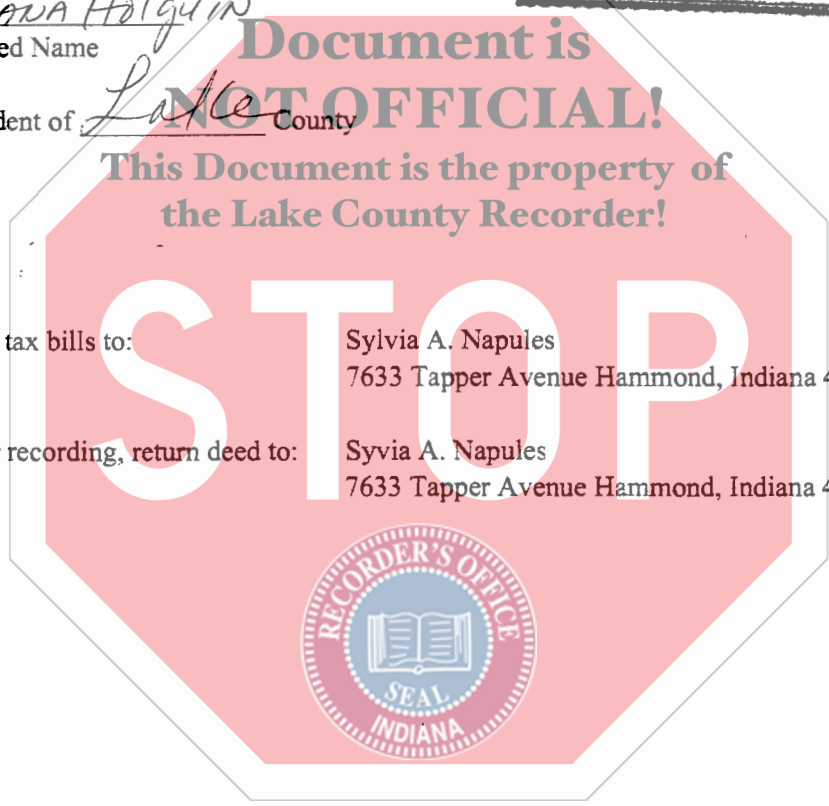 ANA Holguin
ed Name
Document is
dent of Lake County
NOT OFFICIAL!
This Document is the property of
the Lake County Recorder!
STOP
tax bills to: Sylvia A. Napules
7633 Tapper Avenue Hammond, Indiana 4
recording, return deed to: Syvia A. Napules
7633 Tapper Avenue Hammond, Indiana 4
RECORDER'S OFFICE
SEAL
INDIANA